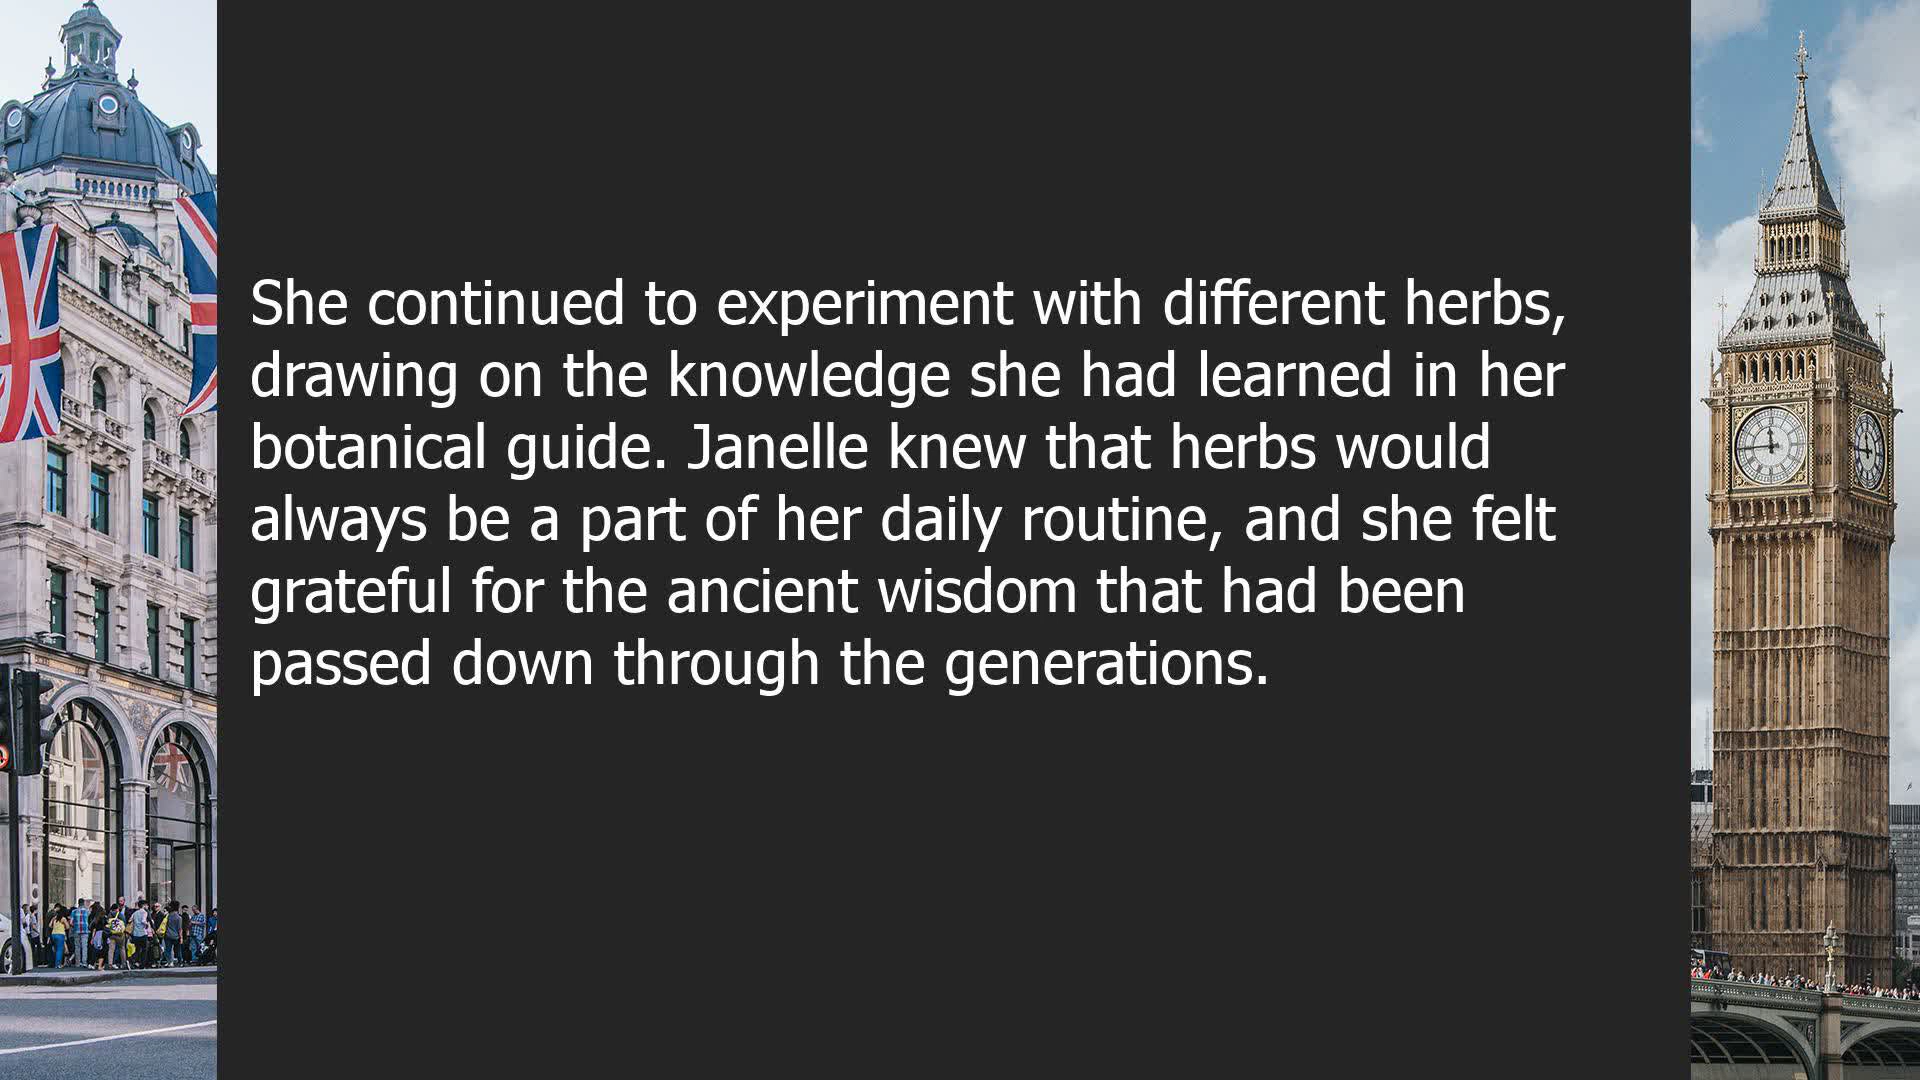 She continued to experiment with different herbs,
drawing on the knowledge she had learned in her
botanical guide. Janelle knew that herbs would
always be a part of her daily routine, and she felt
grateful for the ancient wisdom that had been
passed down through the generations.